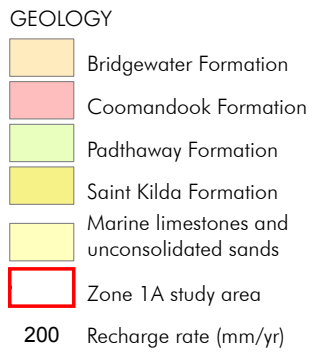 GEOLOGY
Bridgewater Formation
Coomandook Formation
Padthaway Formation
Saint Kilda Formation
Marine limestones and
unconsolidated sands
Zone 1A study area
200 Recharge rate (mm/yr)